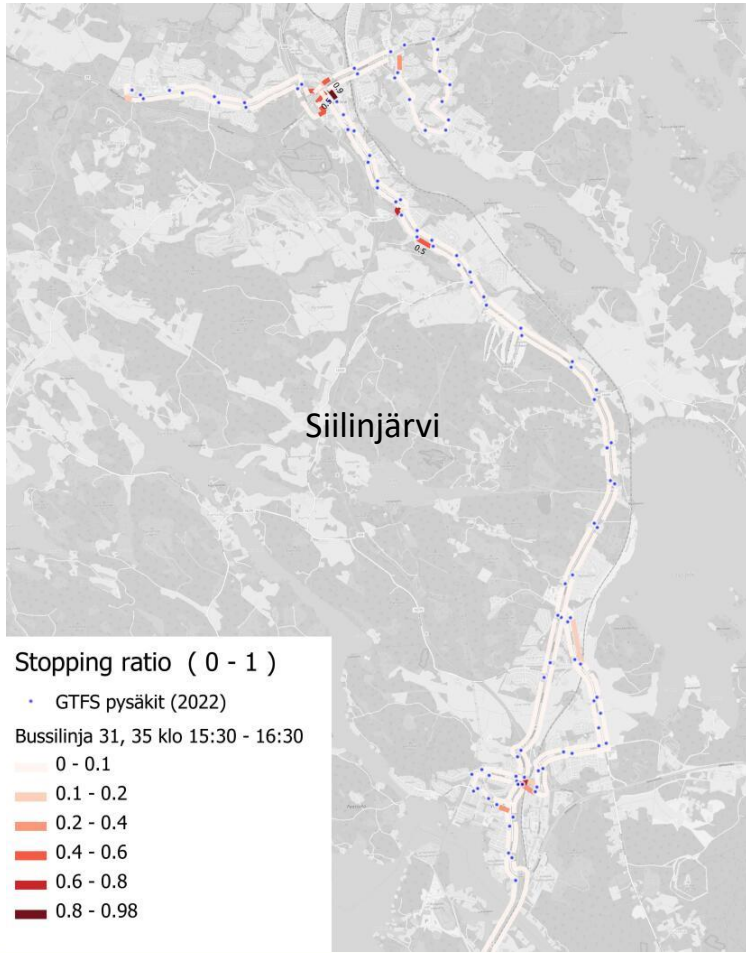 0.9
0.5
0.5
Siilinjärvi
Stopping ratio ( 0 - 1 )
GTFS pysäkit (2022)
Bussilinja 31, 35 klo 15:30 - 16:30
0 - 0.1
0.1 - 0.2
0.2 - 0.4
0.4 - 0.6
0.6 - 0.8
0.8 - 0.98